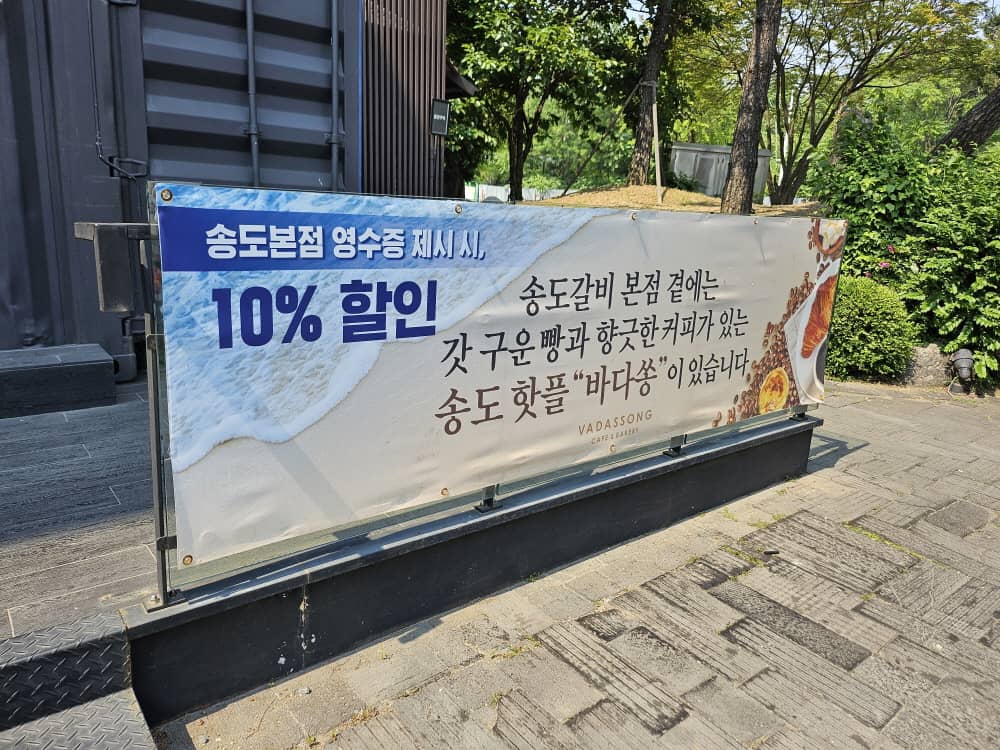 송도본점 영수증 제시 시,
10% 할인
송도갈비 본점 곁에는
갓 구운 빵과 향긋한 커피가 있는
송도 핫플 “바다쏭”이 있습니다
VADASSONG
CAFE & BAKERY